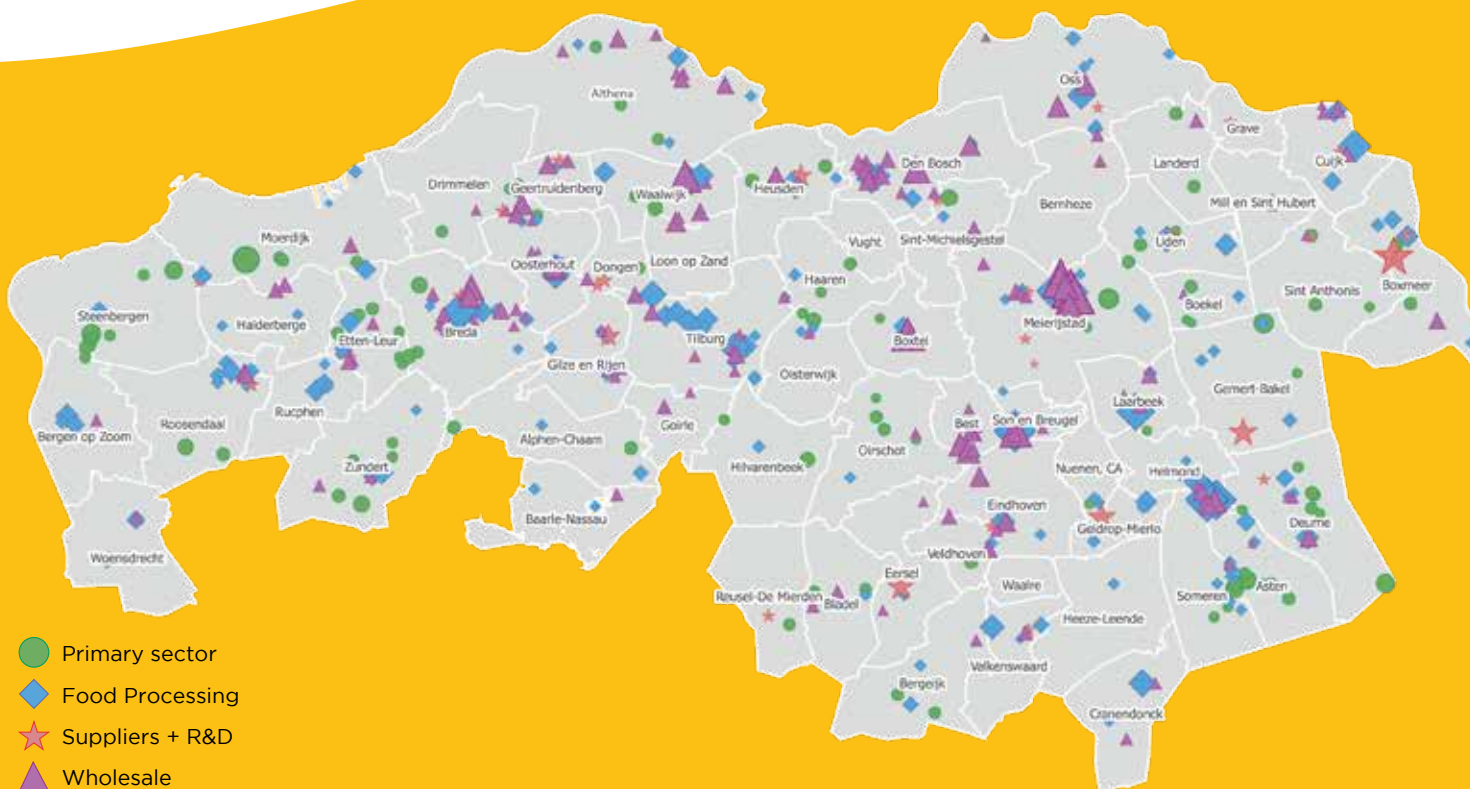 Oss
Althena
Grave
Cuijk
Landerd
Den Bosch
Drimmelen
Geertruidenberg
Heusden
Waalwijk
Mill en Sint Hubert
Bernheze
Moerdijk
Vught
Sint-Michielsgestel
Uden
Loon op Zand
Oosterhout
Dongen
Haaren
Boxmeer
Sint Anthonis
Boekel
Steenbergen
Halderberge
Meierijstad
Breda
Etten-Leur
Tilburg
Boxtel
Gilze en Rijen
Oisterwijk
Gemert-Bakel
Laarbeek
Rucphen
Roosendaal
Bergen op Zoom
Goirle
Best
Son en Breugel
Alphen-Chaam
Oirschot
Zundert
Hilvarenbeek
Nuenen, CA
Helmond
Eindhoven
Baarle-Nassau
Geldrop-Mierlo
Deurne
Woensdrecht
Veldhoven
Eersel
Waalre
Asten
Reusel-De Mierden
Bladel
Someren
Heeze-Leende
Valkenswaard
Bergeijk
Cranendonck
Primary sector
Food Processing
Suppliers + R&D
Wholesale